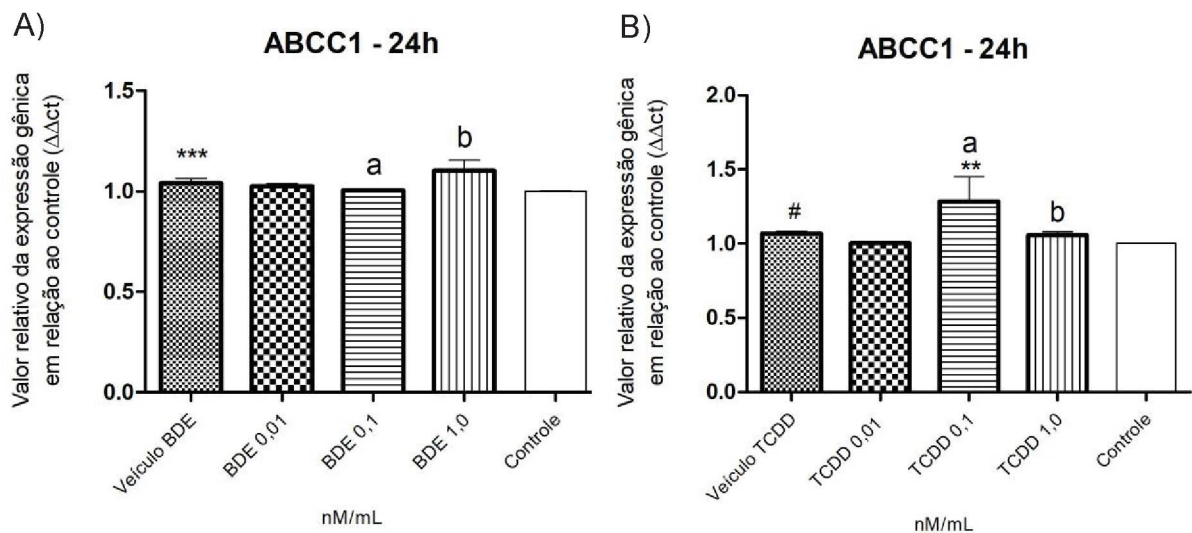 A)
ABCC1 - 24h
Valor relativo da expressão gênica
em relação ao controle (ΔΔct)
1.5
1.0
0.5
0.0
***
a
b
Veículo BDE
BDE 0,01
BDE 0,1
BDE 1,0
Controle
nM/mL
B)
ABCC1 - 24h
Valor relativo da expressão gênica
em relação ao controle (ΔΔct)
2.0
1.5
1.0
0.5
0.0
#
a
**
b
Veículo TCDD
TCDD 0,01
TCDD 0,1
TCDD 1,0
Controle
nM/mL